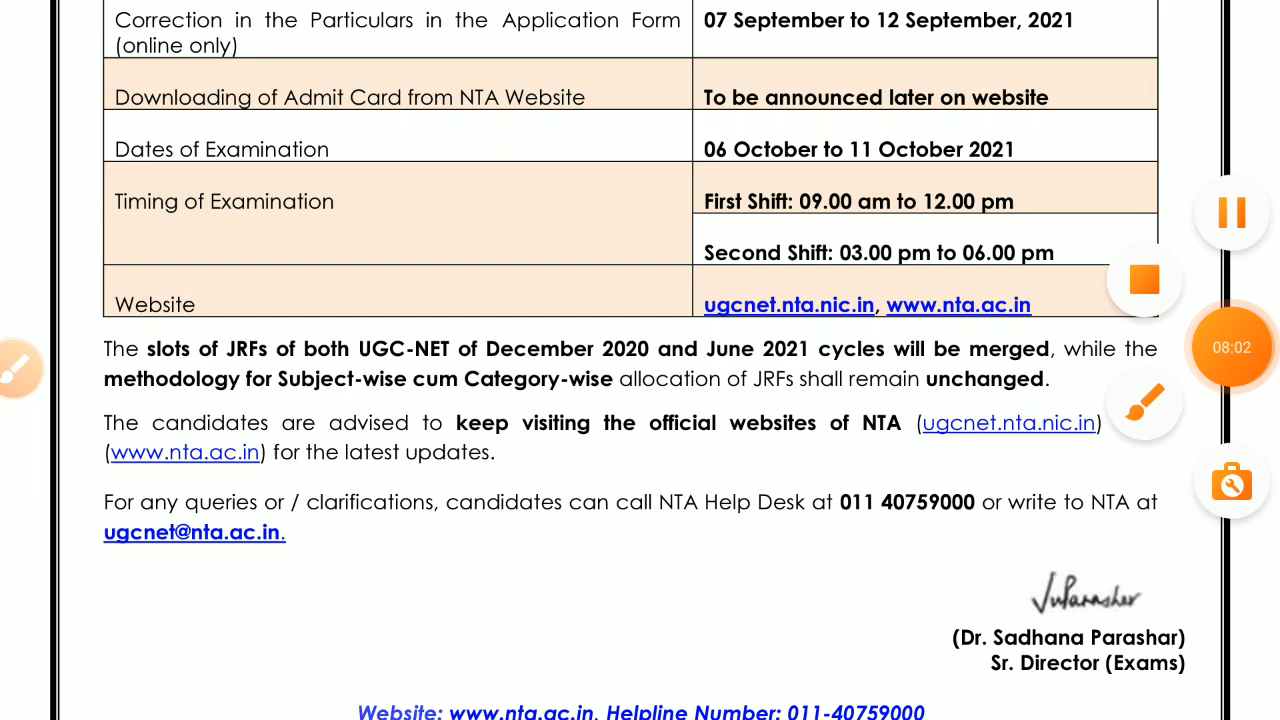 Correction in the Particulars in the Application Form
(online only)
07 September to 12 September, 2021
Downloading of Admit Card from NTA Website
To be announced later on website
Dates of Examination
06 October to 11 October 2021
Timing of Examination
First Shift: 09.00 am to 12.00 pm
Second Shift: 03.00 pm to 06.00 pm
Website
ugcnet.nta.nic.in, www.nta.ac.in
The slots of JRFs of both UGC-NET of December 2020 and June 2021 cycles will be merged, while the
methodology for Subject-wise cum Category-wise allocation of JRFs shall remain unchanged.
The candidates are advised to keep visiting the official websites of NTA (ugcnet.nta.nic.in)
(www.nta.ac.in) for the latest updates.
For any queries or / clarifications, candidates can call NTA Help Desk at 011 40759000 or write to NTA at
ugcnet@nta.ac.in.
(Dr. Sadhana Parashar)
Sr. Director (Exams)
Website: www.nta.ac.in, Helpline Number: 011-40759000
08:02